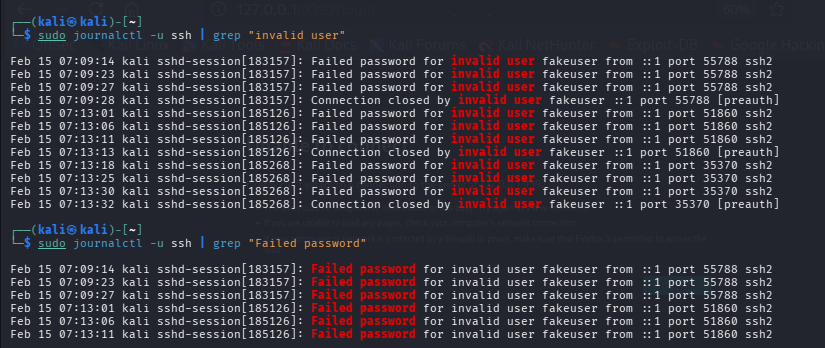 127.0.0.1
60%
Kali Linux Kali Tools Kali Docs Kali Forums Kali NetHunter Exploit-DB Google Hacking
┌──(kali㉿kali)-[~]
└─$ sudo journalctl -u ssh | grep "invalid user"
Feb 15 07:09:14 kali sshd-session[183157]: Failed password for invalid user fakeuser from ::1 port 55788 ssh2
Feb 15 07:09:23 kali sshd-session[183157]: Failed password for invalid user fakeuser from ::1 port 55788 ssh2
Feb 15 07:09:27 kali sshd-session[183157]: Failed password for invalid user fakeuser from ::1 port 55788 ssh2
Feb 15 07:09:28 kali sshd-session[183157]: Connection closed by invalid user fakeuser ::1 port 55788 [preauth]
Feb 15 07:13:01 kali sshd-session[185126]: Failed password for invalid user fakeuser from ::1 port 51860 ssh2
Feb 15 07:13:06 kali sshd-session[185126]: Failed password for invalid user fakeuser from ::1 port 51860 ssh2
Feb 15 07:13:11 kali sshd-session[185126]: Failed password for invalid user fakeuser from ::1 port 51860 ssh2
Feb 15 07:13:13 kali sshd-session[185126]: Connection closed by invalid user fakeuser ::1 port 51860 [preauth]
Feb 15 07:13:18 kali sshd-session[185268]: Failed password for invalid user fakeuser from ::1 port 35370 ssh2
Feb 15 07:13:25 kali sshd-session[185268]: Failed password for invalid user fakeuser from ::1 port 35370 ssh2
Feb 15 07:13:30 kali sshd-session[185268]: Failed password for invalid user fakeuser from ::1 port 35370 ssh2
Feb 15 07:13:32 kali sshd-session[185268]: Connection closed by invalid user fakeuser ::1 port 35370 [preauth]
┌──(kali㉿kali)-[~]
└─$ sudo journalctl -u ssh | grep "Failed password"
Feb 15 07:09:14 kali sshd-session[183157]: Failed password for invalid user fakeuser from ::1 port 55788 ssh2
Feb 15 07:09:23 kali sshd-session[183157]: Failed password for invalid user fakeuser from ::1 port 55788 ssh2
Feb 15 07:09:27 kali sshd-session[183157]: Failed password for invalid user fakeuser from ::1 port 55788 ssh2
Feb 15 07:13:01 kali sshd-session[185126]: Failed password for invalid user fakeuser from ::1 port 51860 ssh2
Feb 15 07:13:06 kali sshd-session[185126]: Failed password for invalid user fakeuser from ::1 port 51860 ssh2
Feb 15 07:13:11 kali sshd-session[185126]: Failed password for invalid user fakeuser from ::1 port 51860 ssh2